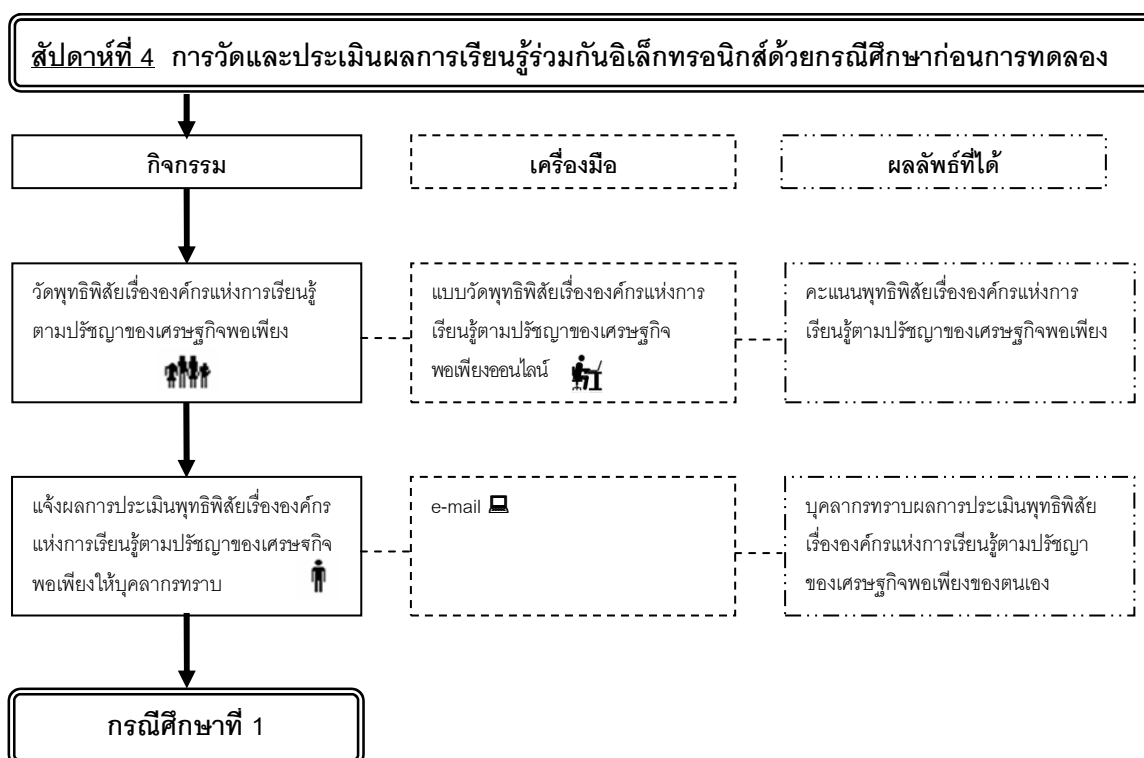 สัปดาห์ที่ 4 การวัดและประเมินผลการเรียนรู้ร่วมกันอิเล็กทรอนิกส์ด้วยกรณีศึกษาก่อนการทดลอง
กิจกรรม
เครื่องมือ
ผลลัพธ์ที่ได้
วัดพุทธิพิสัยเรื่ององค์กรแห่งการเรียนรู้
ตามปรัชญาของเศรษฐกิจพอเพียง
แบบวัดพุทธิพิสัยเรื่ององค์กรแห่งการ
เรียนรู้ตามปรัชญาของเศรษฐกิจ
พอเพียงออนไลน์
คะแนนพุทธิพิสัยเรื่ององค์กรแห่งการ
เรียนรู้ตามปรัชญาของเศรษฐกิจพอเพียง
แจ้งผลการประเมินพุทธิพิสัยเรื่ององค์กร
แห่งการเรียนรู้ตามปรัชญาของเศรษฐกิจ
พอเพียงให้บุคลากรทราบ
e-mail
บุคลากรทราบผลการประเมินพุทธิพิสัย
เรื่ององค์กรแห่งการเรียนรู้ตามปรัชญา
ของเศรษฐกิจพอเพียงของตนเอง
กรณีศึกษาที่ 1